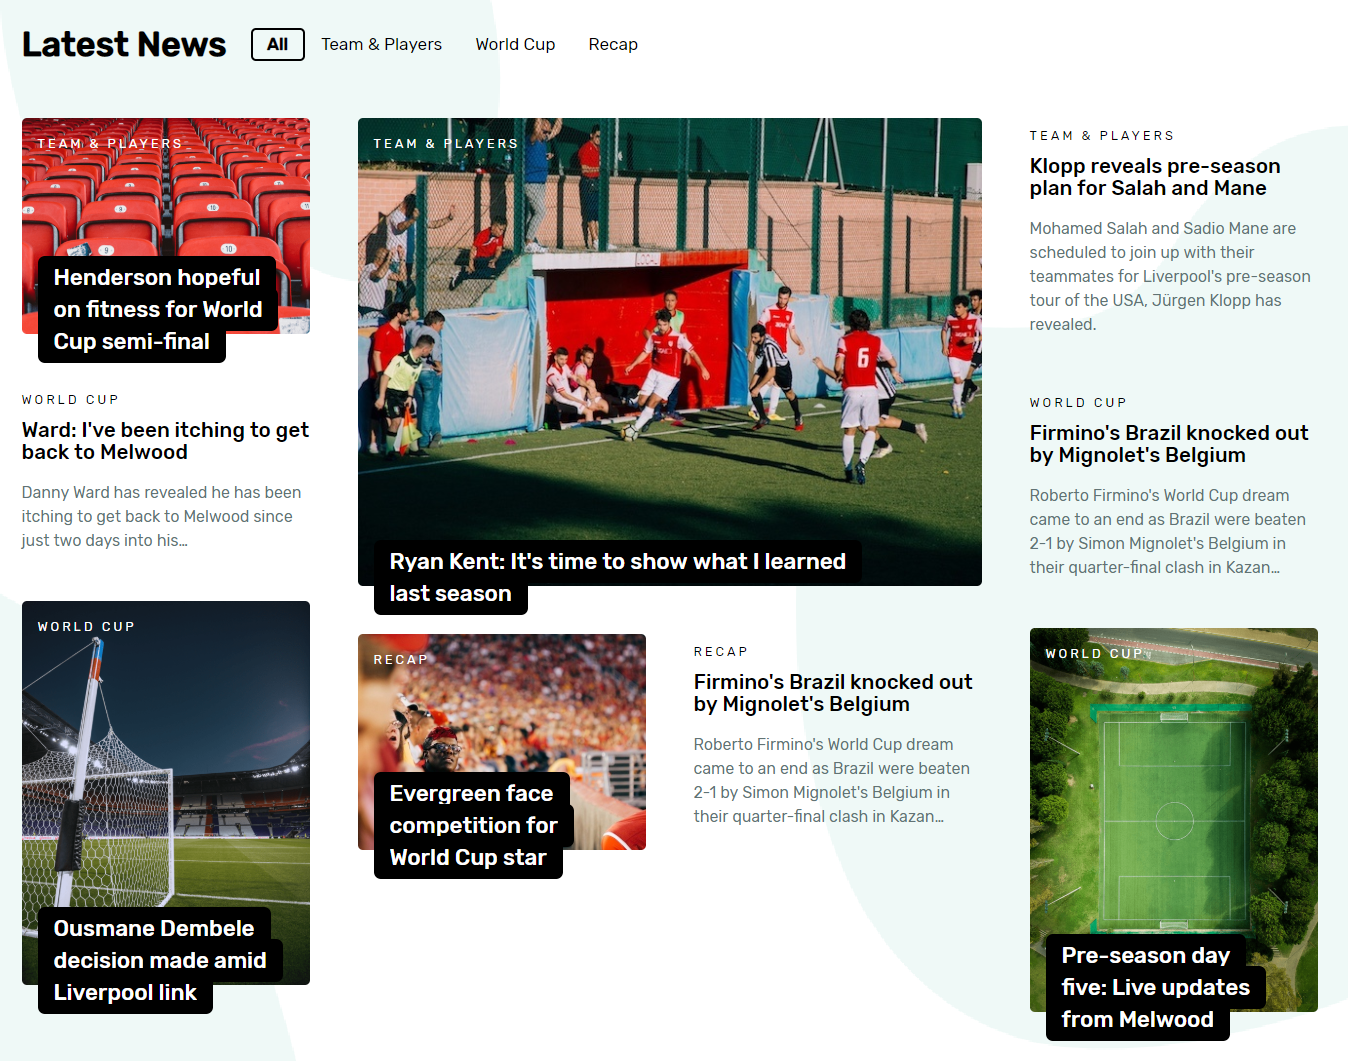 Latest News
All
Team & Players
World Cup
Recap
TEAM & PLAYERS
Henderson hopeful
on fitness for World
Cup semi-final
WORLD CUP
Ward: I've been itching to get
back to Melwood
Danny Ward has revealed he has been
itching to get back to Melwood since
just two days into his…
WORLD CUP
Ousmane Dembele
decision made amid
Liverpool link
TEAM & PLAYERS
LOCALI
6
Ryan Kent: It's time to show what I learned
last season
RECAP
Evergreen face
competition for
World Cup star
RECAP
Firmino's Brazil knocked out
by Mignolet's Belgium
Roberto Firmino's World Cup dream
came to an end as Brazil were beaten
2-1 by Simon Mignolet's Belgium in
their quarter-final clash in Kazan…
TEAM & PLAYERS
Klopp reveals pre-season
plan for Salah and Mane
Mohamed Salah and Sadio Mane are
scheduled to join up with their
teammates for Liverpool's pre-season
tour of the USA, Jürgen Klopp has
revealed.
WORLD CUP
Firmino's Brazil knocked out
by Mignolet's Belgium
Roberto Firmino's World Cup dream
came to an end as Brazil were beaten
2-1 by Simon Mignolet's Belgium in
their quarter-final clash in Kazan…
WORLD CUP
Pre-season day
five: Live updates
from Melwood